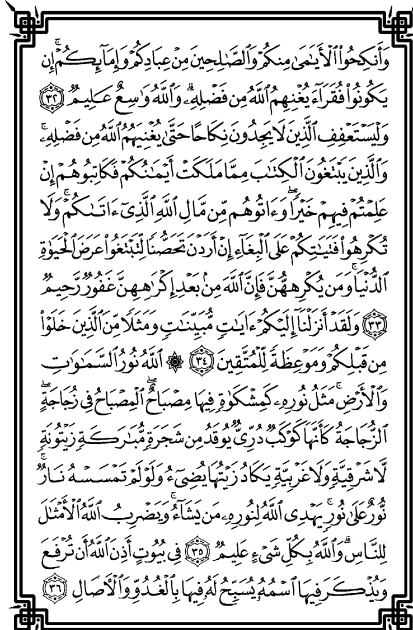 وَأَنكِحُوا۟ ٱلْأَيَـٰمَىٰ مِنكُمْ وَٱلصَّـٰلِحِينَ مِنْ عِبَادِكُمْ وَإِمَآئِكُمْ ۚ إِن
يَكُونُوا۟ فُقَرَآءَ يُغْنِهِمُ ٱللَّهُ مِن فَضْلِهِۦ ۗ وَٱللَّهُ وَٰسِعٌ عَلِيمٌ ٣٢
وَلْيَسْتَعْفِفِ ٱلَّذِينَ لَا يَجِدُونَ نِكَاحًا حَتَّىٰ يُغْنِيَهُمُ ٱللَّهُ مِن فَضْلِهِۦ ۗ
وَٱلَّذِينَ يَبْتَغُونَ ٱلْكِتَـٰبَ مِمَّا مَلَكَتْ أَيْمَـٰنُكُمْ فَكَاتِبُوهُمْ إِنْ
عَلِمْتُمْ فِيهِمْ خَيْرًا ۖ وَءَاتُوهُم مِّن مَّالِ ٱللَّهِ ٱلَّذِىٓ ءَاتَىٰكُمْ ۚ وَلَا
تُكْرِهُوا۟ فَتَيَـٰتِكُمْ عَلَى ٱلْبِغَآءِ إِنْ أَرَدْنَ تَحَصُّنًا لِّتَبْتَغُوا۟ عَرَضَ ٱلْحَيَوٰةِ
ٱلدُّنْيَا ۚ وَمَن يُكْرِههُّنَّ فَإِنَّ ٱللَّهَ مِنۢ بَعْدِ إِكْرَٰهِهِنَّ غَفُورٌ رَّحِيمٌ
٣٣ وَلَقَدْ أَنزَلْنَآ إِلَيْكُمْ ءَايَـٰتٍ مُّبَيِّنَـٰتٍ وَمَثَلًا مِّنَ ٱلَّذِينَ خَلَوْا۟
مِن قَبْلِكُمْ وَمَوْعِظَةً لِّلْمُتَّقِينَ ٣٤ ۞ ٱللَّهُ نُورُ ٱلسَّمَـٰوَٰتِ
وَٱلْأَرْضِ ۚ مَثَلُ نُورِهِۦ كَمِشْكَوٰةٍ فِيهَا مِصْبَاحٌ ۖ ٱلْمِصْبَاحُ فِى زُجَاجَةٍ ۖ
ٱلزُّجَاجَةُ كَأَنَّهَا كَوْكَبٌ دُرِّىٌّ يُوقَدُ مِن شَجَرَةٍ مُّبَـٰرَكَةٍ زَيْتُونَةٍ
لَّا شَرْقِيَّةٍ وَلَا غَرْبِيَّةٍ يَكَادُ زَيْتُهَا يُضِىٓءُ وَلَوْ لَمْ تَمْسَسْهُ نَارٌ ۚ
نُّورٌ عَلَىٰ نُورٍ ۗ يَهْدِى ٱللَّهُ لِنُورِهِۦ مَن يَشَآءُ ۚ وَيَضْرِبُ ٱللَّهُ ٱلْأَمْثَـٰلَ
لِلنَّاسِ ۗ وَٱللَّهُ بِكُلِّ شَىْءٍ عَلِيمٌ ٣٥ فِى بُيُوتٍ أَذِنَ ٱللَّهُ أَن تُرْفَعَ
وَيُذْكَرَ فِيهَا ٱسْمُهُۥ يُسَبِّحُ لَهُۥ فِيهَا بِٱلْغُدُوِّ وَٱلْـَٔاصَالِ ٣٦